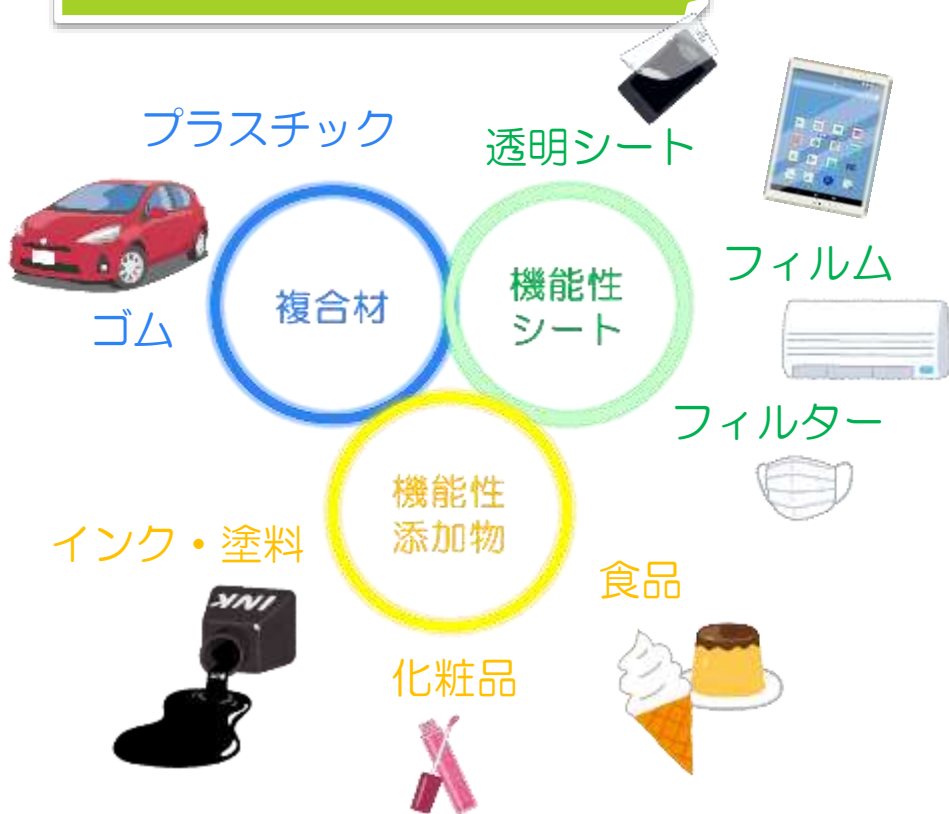 プラスチック
透明シート
フィルム
複合材
機能性
シート
ゴム
フィルター
機能性
添加物
インク・塗料
食品
INK
化粧品